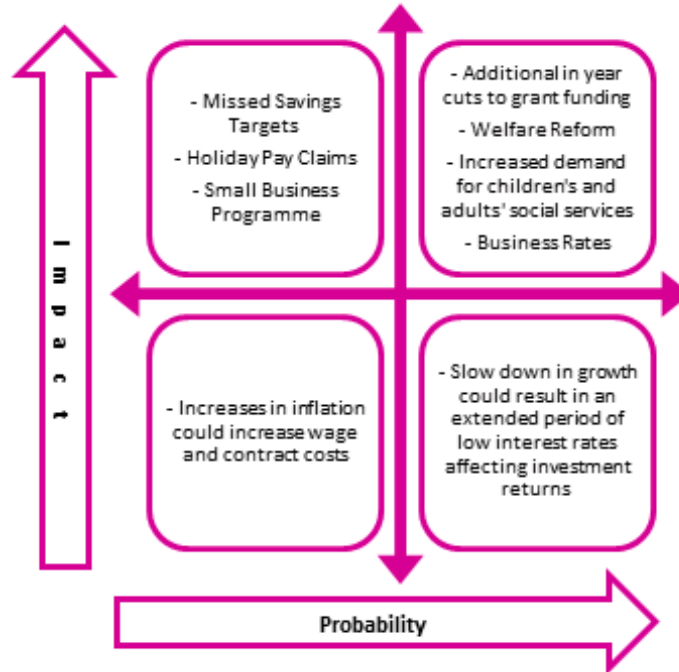 - Missed Savings
Targets
- Holiday Pay Claims
- Small Business
Programme
- Additional in year
cuts to grant funding
- Welfare Reform
- Increased demand
for children's and
adults' social services
- Business Rates
Impact
- Increases in inflation
could increase wage
and contract costs
- Slow down in growth
could result in an
extended period of
low interest rates
affecting investment
returns
Probability